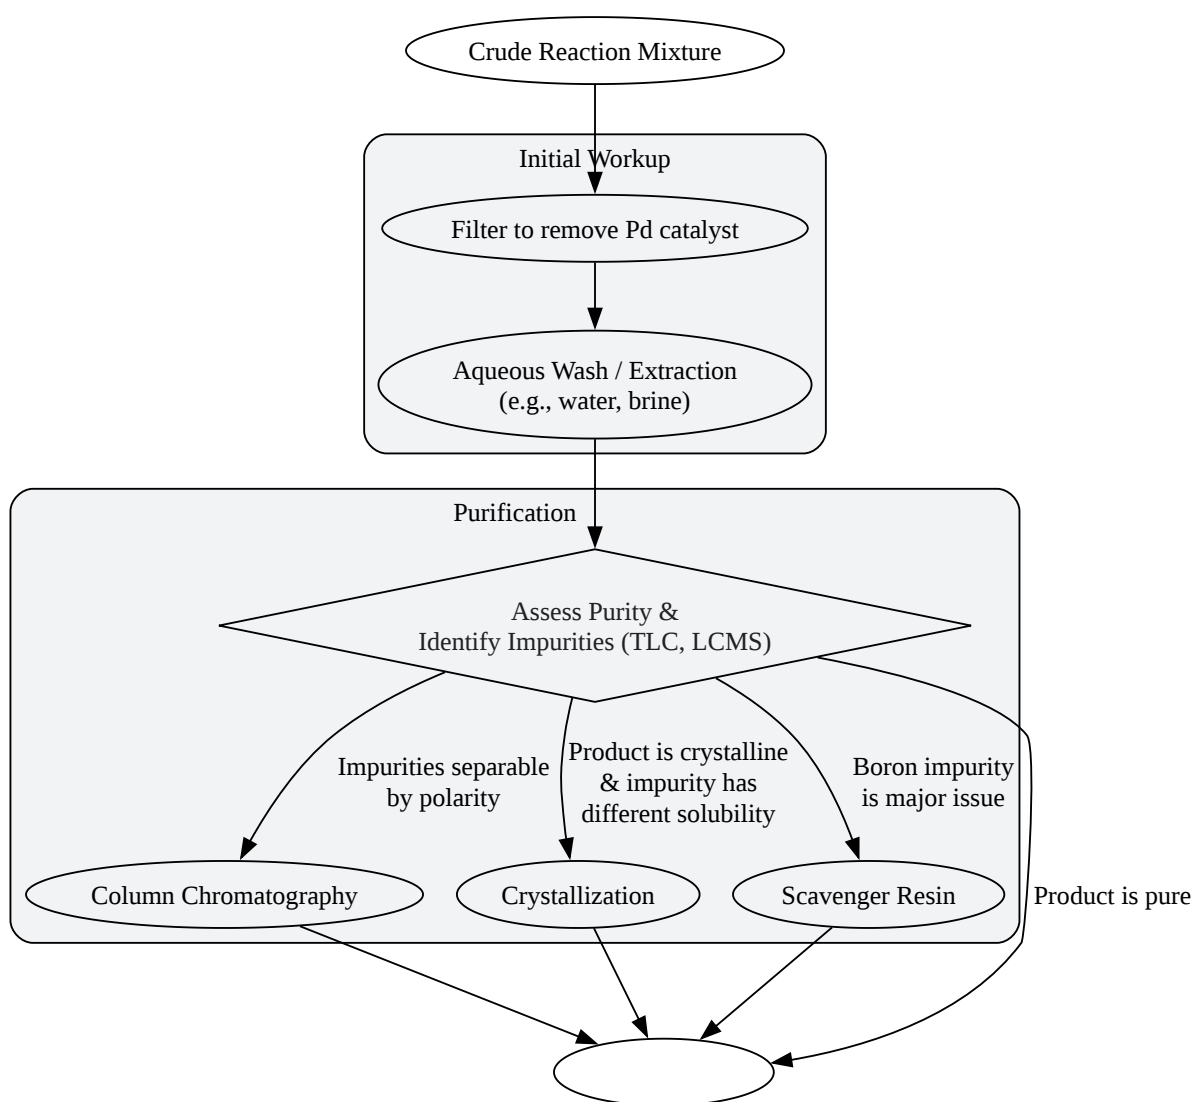 Crude Reaction Mixture
Initial Workup
Filter to remove Pd catalyst
Aqueous Wash / Extraction
(e.g., water, brine)
Purification
Assess Purity &
Identify Impurities (TLC, LCMS)
Impurities separable
by polarity
Product is crystalline
& impurity has
different solubility
Boron impurity
is major issue
Column Chromatography
Crystallization
Scavenger Resin
Product is pure